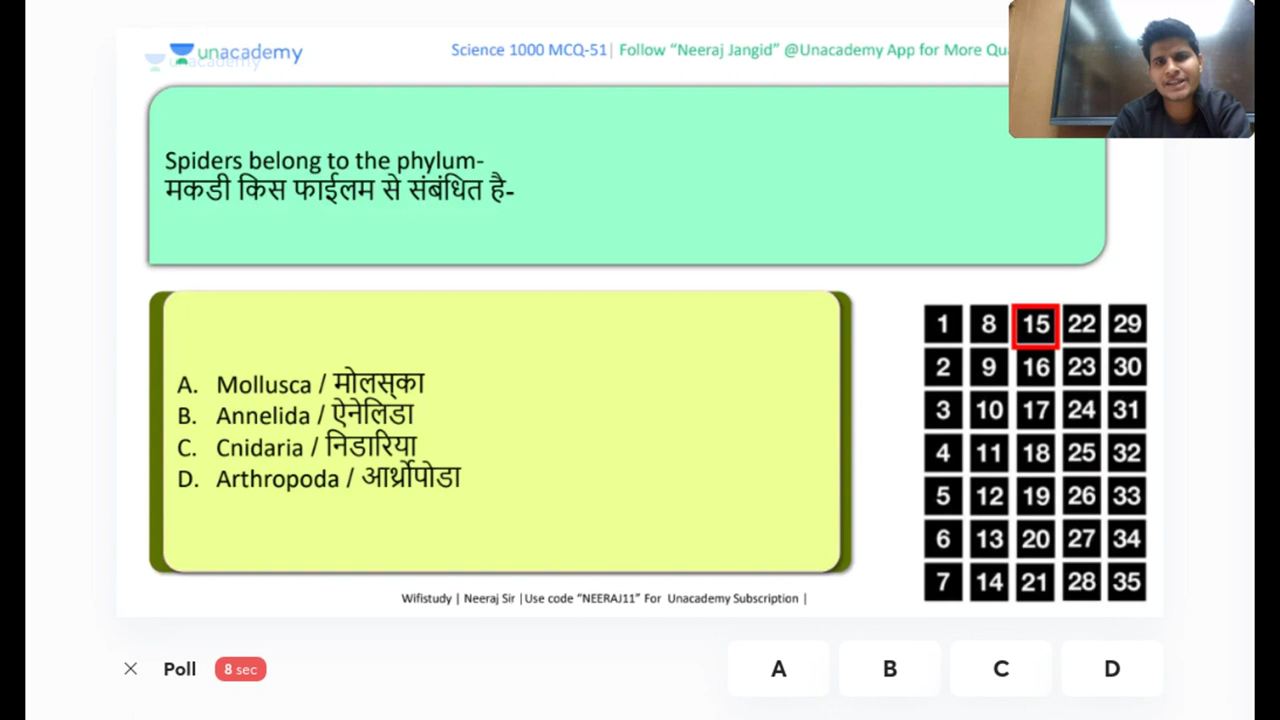 unacademy
Science 1000 MCQ-51| Follow “Neeraj Jangid” @Unacademy App for More
Spiders belong to the phylum-
मकडी किस फाईलम से संबंधित है-
A. Mollusca / मोलस्‌का
B. Annelida / ऐनेलिडा
C. Cnidaria / निडारिया
D. Arthropoda / आर्थ्रोपोडा
1 8 15 22 29
2 9 16 23 30
3 10 17 24 31
4 11 18 25 32
5 12 19 26 33
6 13 20 27 34
7 14 21 28 35
Wifistudy | Neeraj Sir |Use code “NEERAJ11” For Unacademy Subscription |
Poll 8 sec A B C D